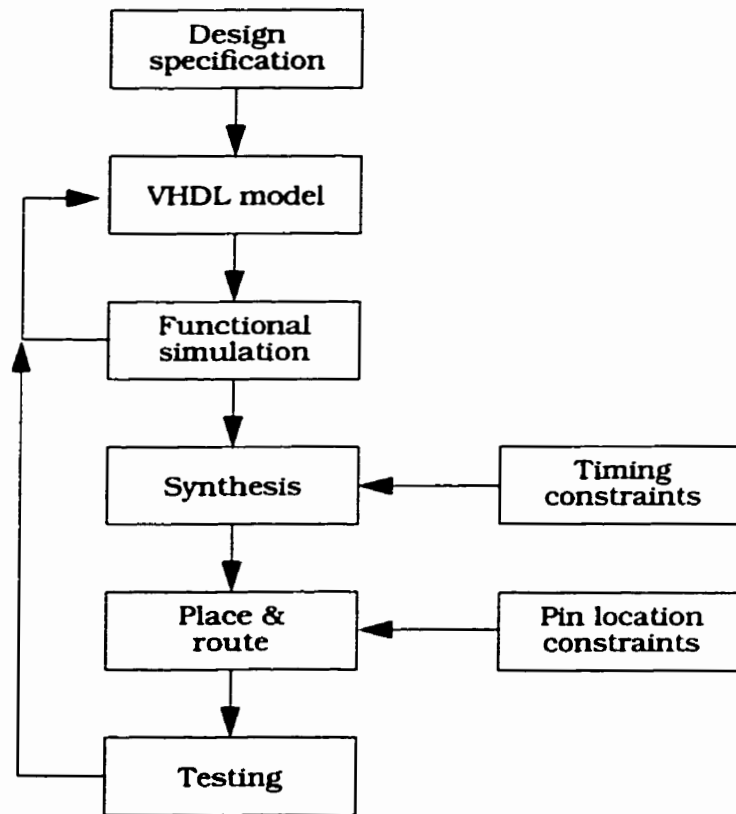 Design
specification
VHDL model
Functional
simulation
Synthesis
Timing
constraints
Place &
route
Pin location
constraints
Testing